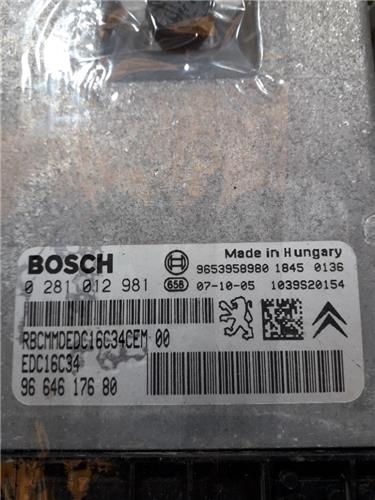 BOSCH
Made in Hungary
9653958980 1845 0136
0 281 012 981 658 07-10-05 1039S20154
RBCMMDEDC16C34CEM 00
EDC16C34
96 646 176 80